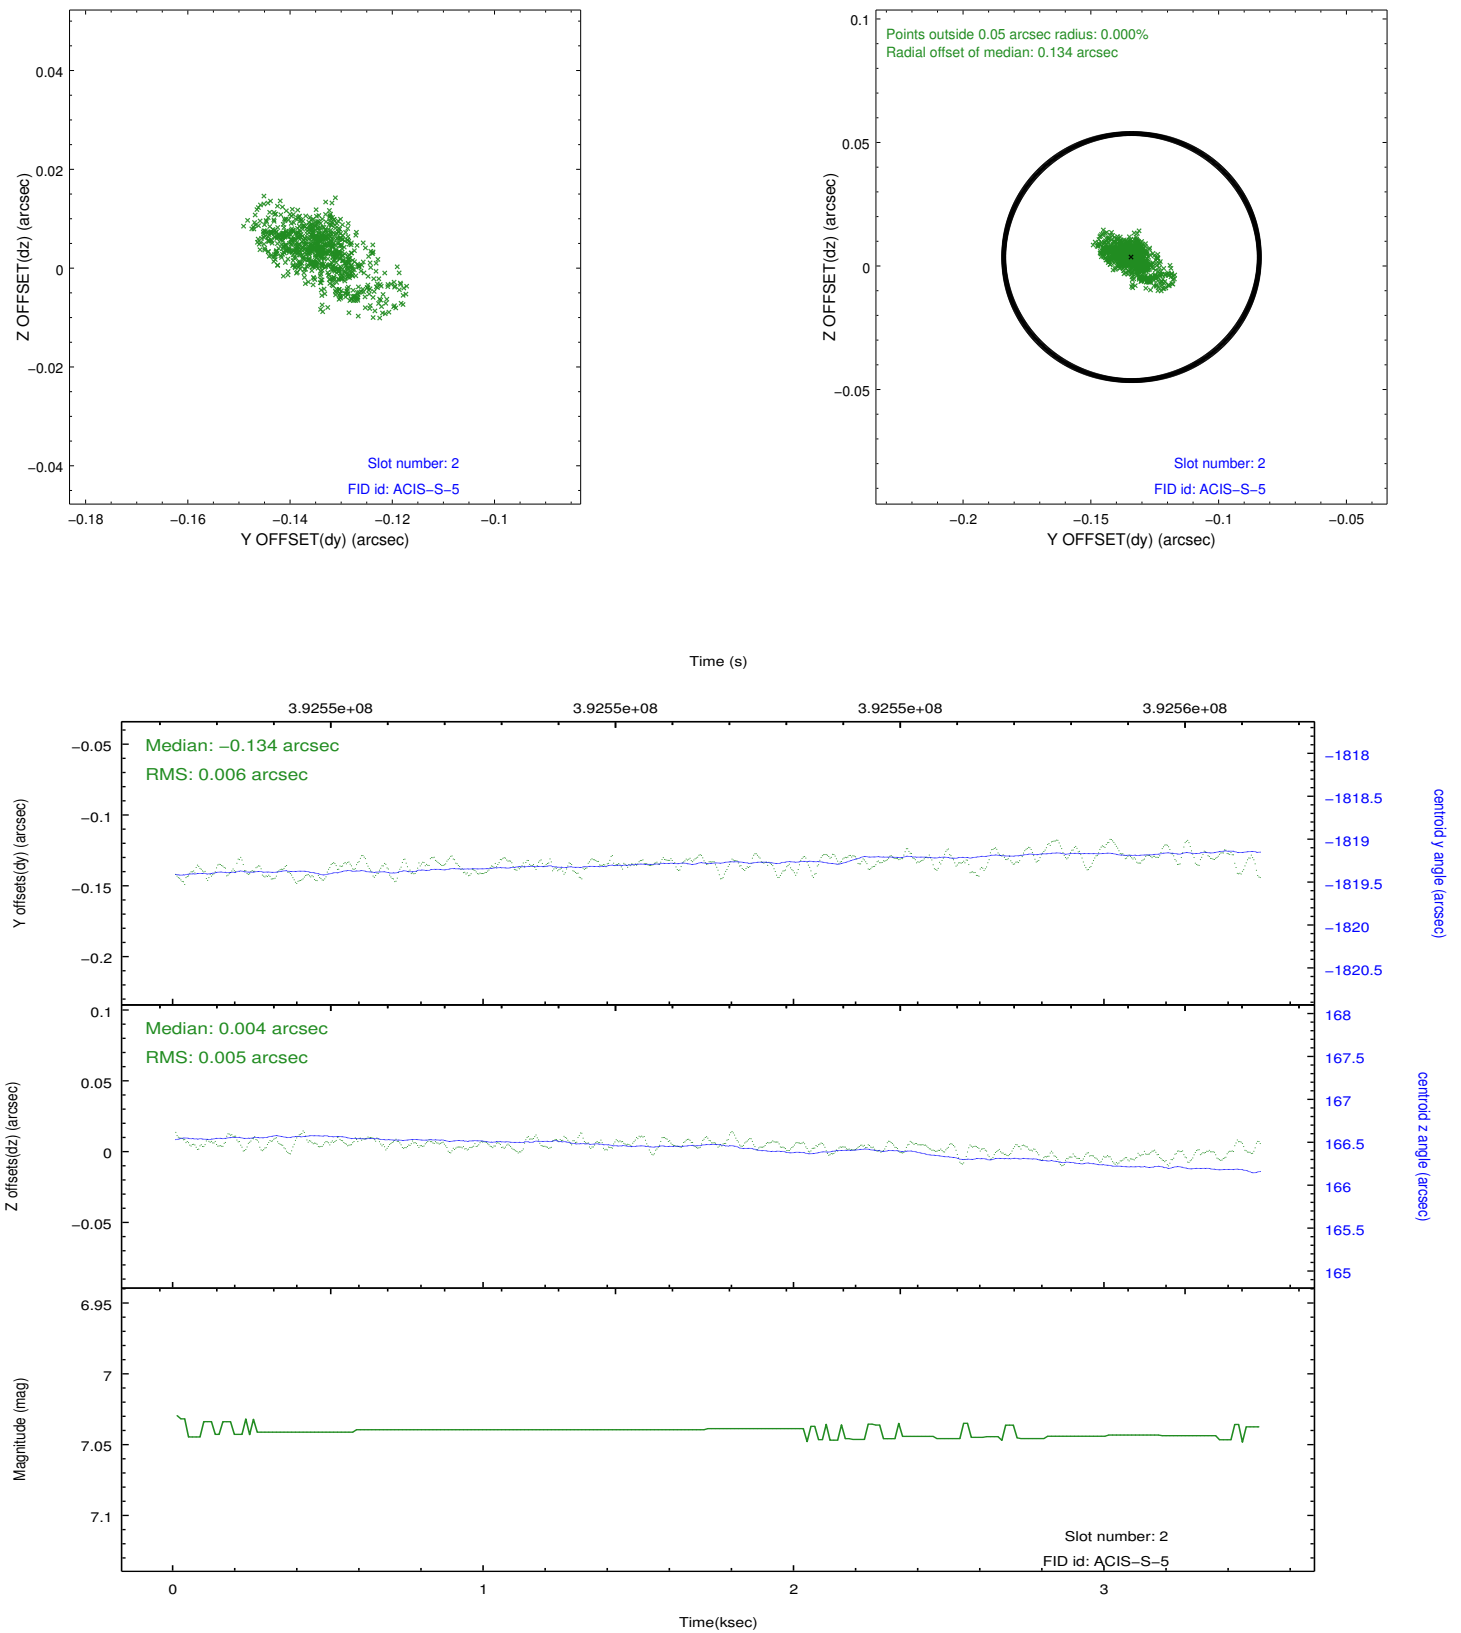 0.04
0.02
0
−0.02
−0.04
Z OFFSET(dz) (arcsec)
Slot number: 2
FID id: ACIS−S−5
−0.18
−0.16
−0.14
−0.12
−0.1
Y OFFSET(dy) (arcsec)
Points outside 0.05 arcsec radius: 0.000%
Radial offset of median: 0.134 arcsec
0.1
0.05
0
−0.05
Z OFFSET(dz) (arcsec)
Slot number: 2
FID id: ACIS−S−5
−0.2
−0.15
−0.1
−0.05
Y OFFSET(dy) (arcsec)
Time (s)
3.9255e+08
3.9255e+08
3.9255e+08
3.9256e+08
Median: −0.134 arcsec
RMS: 0.006 arcsec
−0.05
−0.1
−0.15
−0.2
Y offsets(dy) (arcsec)
−1818
−1818.5
−1819
−1819.5
−1820
−1820.5
centroid y angle (arcsec)
Median: 0.004 arcsec
RMS: 0.005 arcsec
0.1
0.05
0
−0.05
Z offsets(dz) (arcsec)
168
167.5
167
166.5
166
165.5
165
centroid z angle (arcsec)
6.95
7
7.05
7.1
Magnitude (mag)
Slot number: 2
FID id: ACIS−S−5
0
1
2
3
Time(ksec)